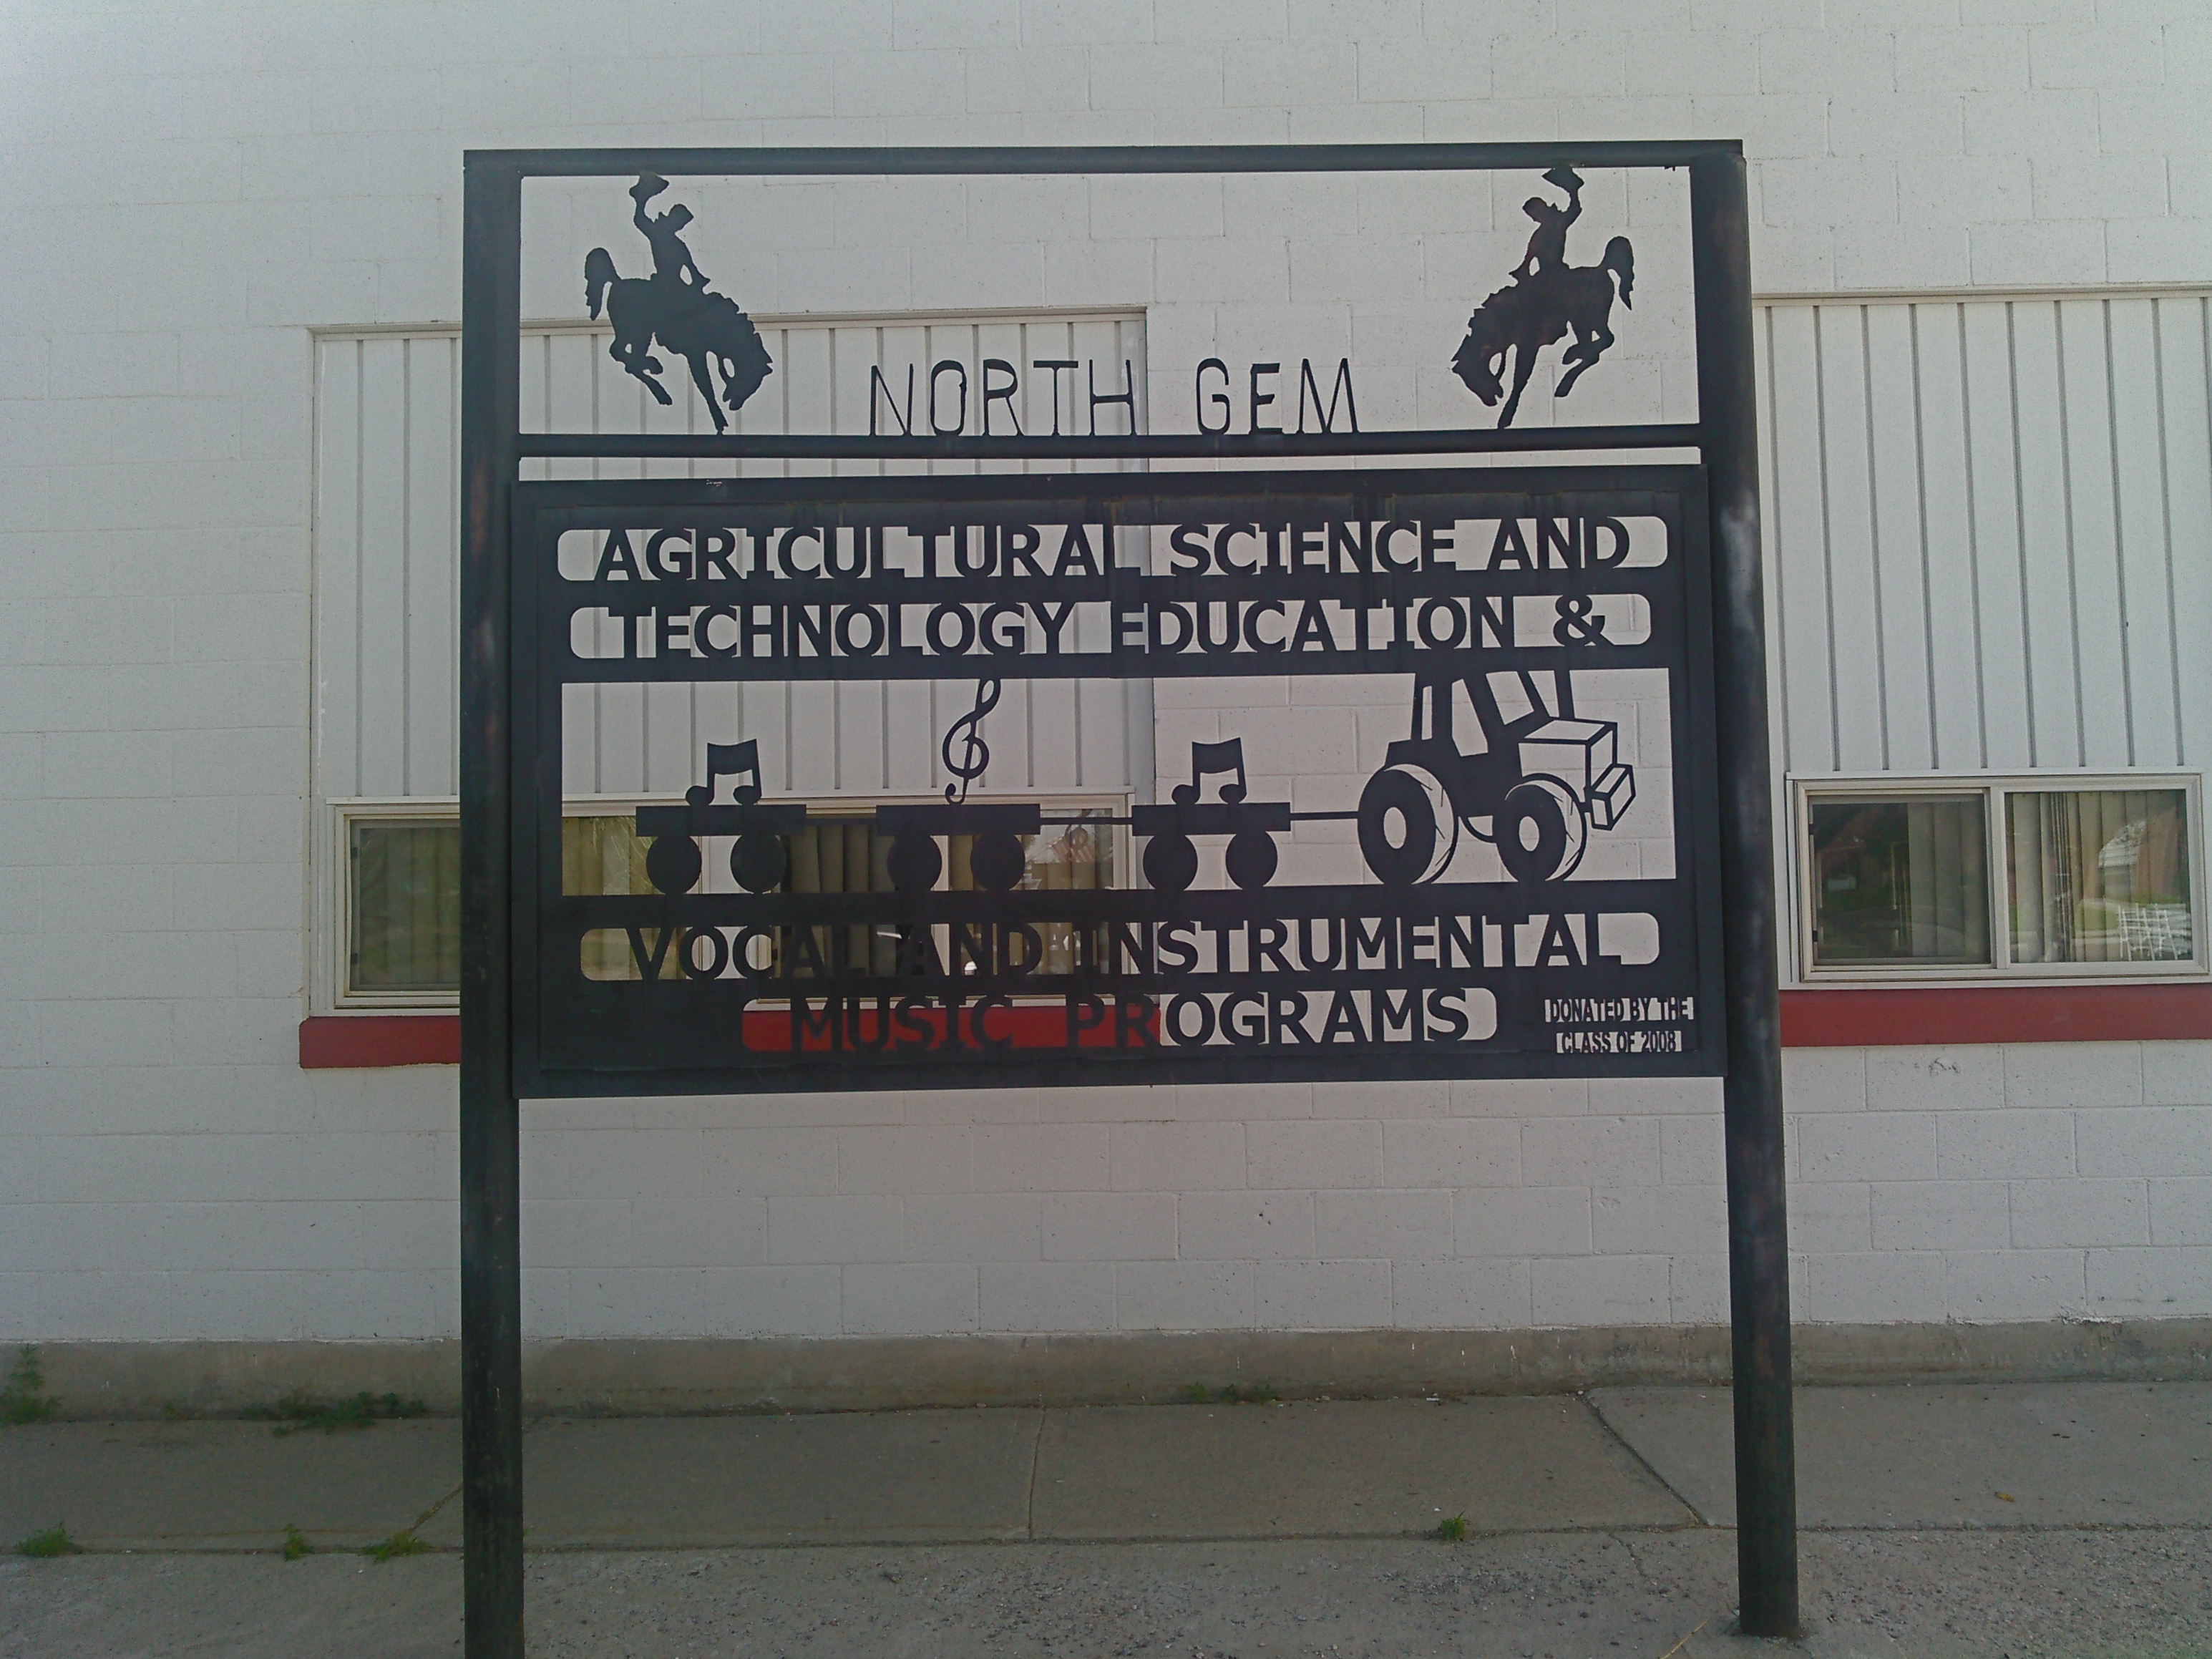 NORTH GEM
AGRICULTURAL SCIENCE AND
TECHNOLOGY EDUCATION &
VOCAL AND INSTRUMENTAL
MUSIC PROGRAMS
DONATED BY THE
CLASS OF 2008